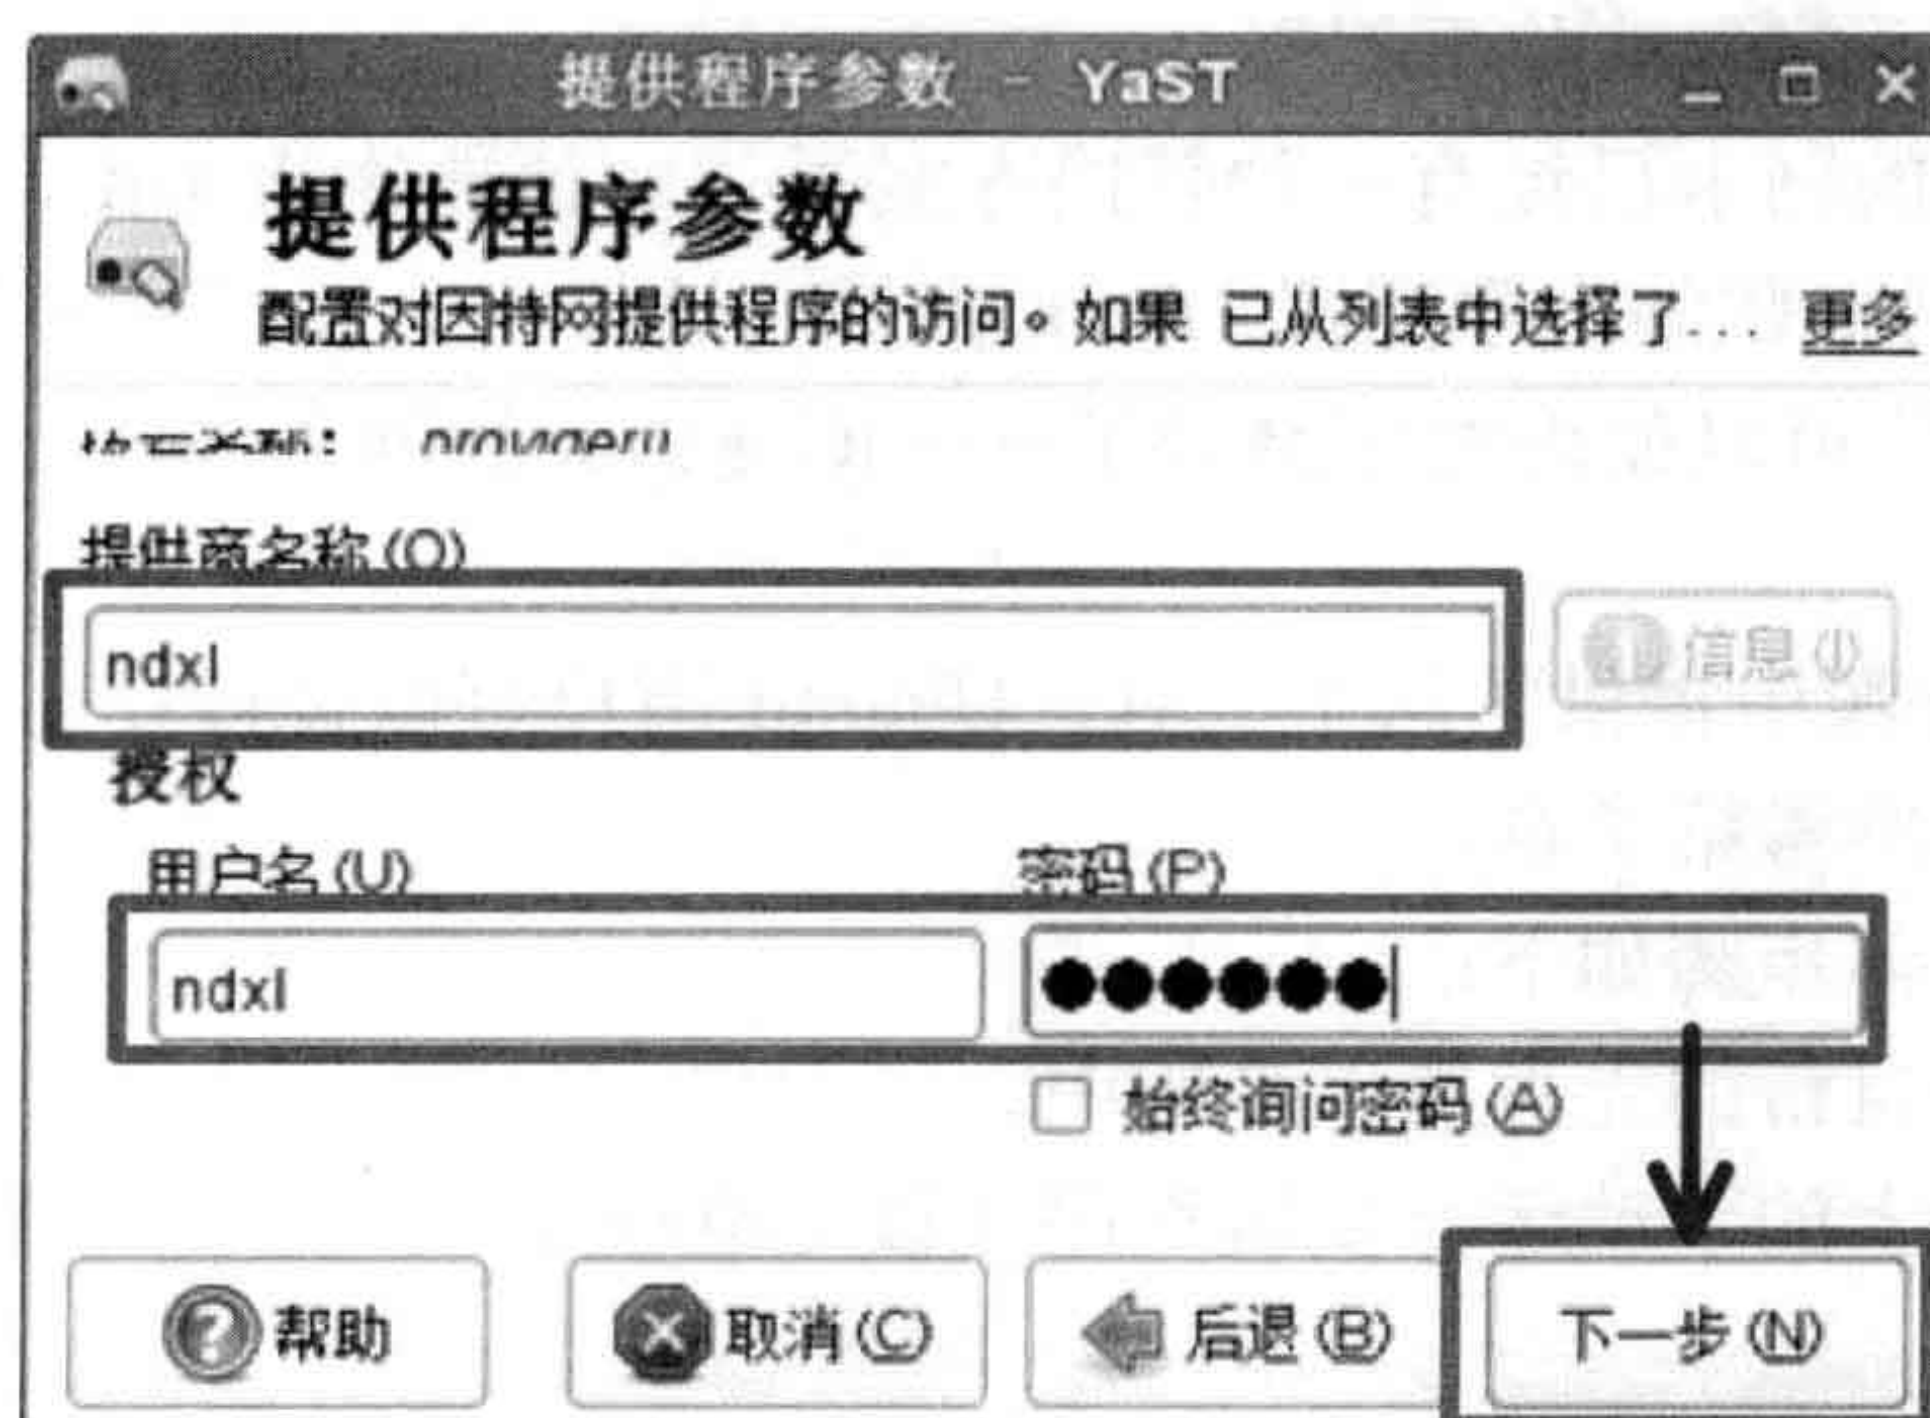 提供程序参数 - YaST
提供程序参数
配置对因特网提供程序的访问。如果 已从列表中选择了... 更多
提供商名称(O)
ndxl
信息(I)
授权
用户名(U)
密码(P)
ndxl
●●●●●●
始终询问密码(A)
帮助
取消(C)
后退(B)
下一步(N)